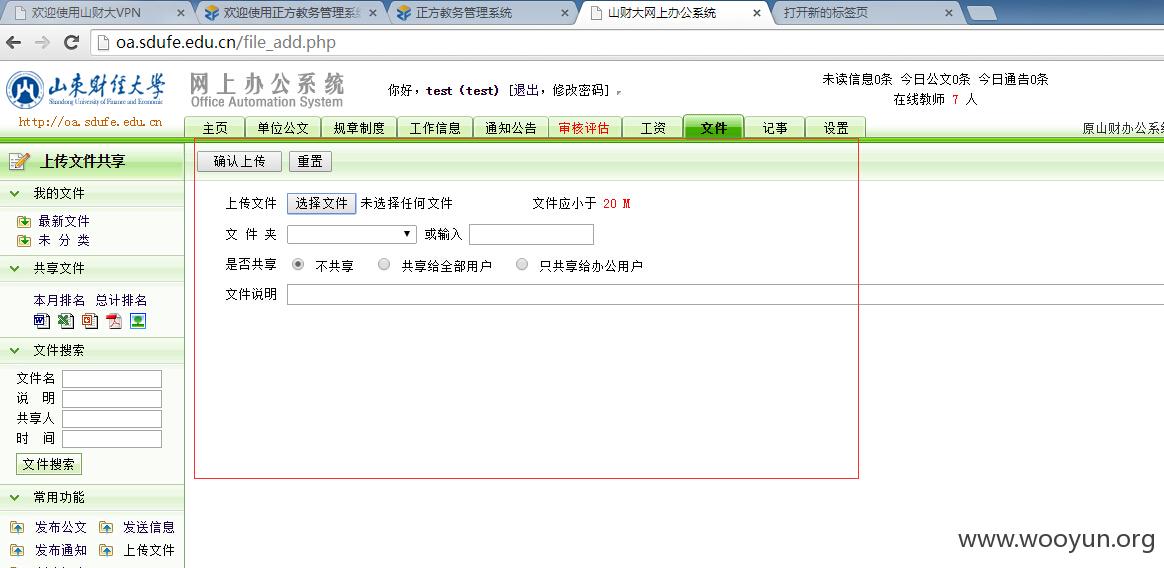 欢迎使用山财大VPN
欢迎使用正方教务管理系统
正方教务管理系统
山财大网上办公系统
打开新的标签页
oa.sdufe.edu.cn/file_add.php
山东财经大学
Shandong University of Finance and Economics
http://oa.sdufe.edu.cn
网上办公系统
Office Automation System
你好，test (test) [退出，修改密码]。
未读信息0条 今日公文0条 今日通告0条
在线教师 7 人
主页 单位公文 规章制度 工作信息 通知公告 审核评估 工资 文件 记事 设置
原山财办公系
上传文件共享
我的文件
最新文件
未 分 类
共享文件
本月排名 总计排名
文件搜索
文件名
说 明
共享人
时 间
文件搜索
常用功能
发布公文 发送信息
发布通知 上传文件
确认上传 重置
上传文件 选择文件 未选择任何文件 文件应小于 20 M
文 件 夹 或输入
是否共享 不共享 共享给全部用户 只共享给办公用户
文件说明
www.wooyun.org